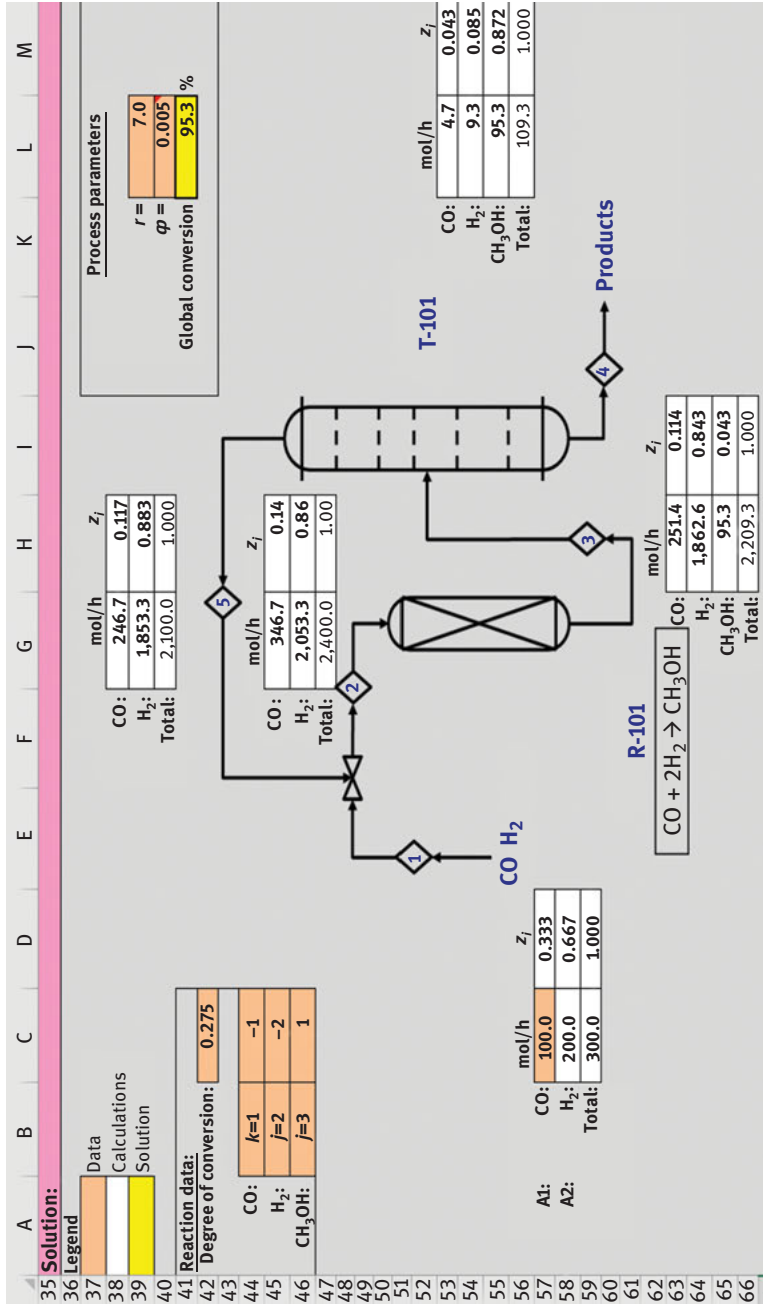 A B C D E F G H I J K L M
35 Solution:
36 Legend
37 Data
38 Calculations
39 Solution
40
41 Reaction data:
42 Degree of conversion: 0.275
43
44 CO: k=1 –1
45 H2: j=2 –2
46 CH3OH: j=3 1
47
48
49
50
51
52
53
54
55
56
57
58
59
60
61
62
63
64
65
66
Process parameters
r = 7.0
φ = 0.005
Global conversion 95.3 %
mol/h zi
CO: 246.7 0.117
H2: 1,853.3 0.883
Total: 2,100.0 1.000
5
mol/h zi
CO: 346.7 0.14
H2: 2,053.3 0.86
Total: 2,400.0 1.00
2
T-101
mol/h zi
CO: 4.7 0.043
H2: 9.3 0.085
CH3OH: 95.3 0.872
Total: 109.3 1.000
1
CO H2
mol/h zi
A1: CO: 100.0 0.333
A2: H2: 200.0 0.667
Total: 300.0 1.000
3
4
Products
R-101
CO + 2H2 → CH3OH
mol/h zi
CO: 251.4 0.114
H2: 1,862.6 0.843
CH3OH: 95.3 0.043
Total: 2,209.3 1.000